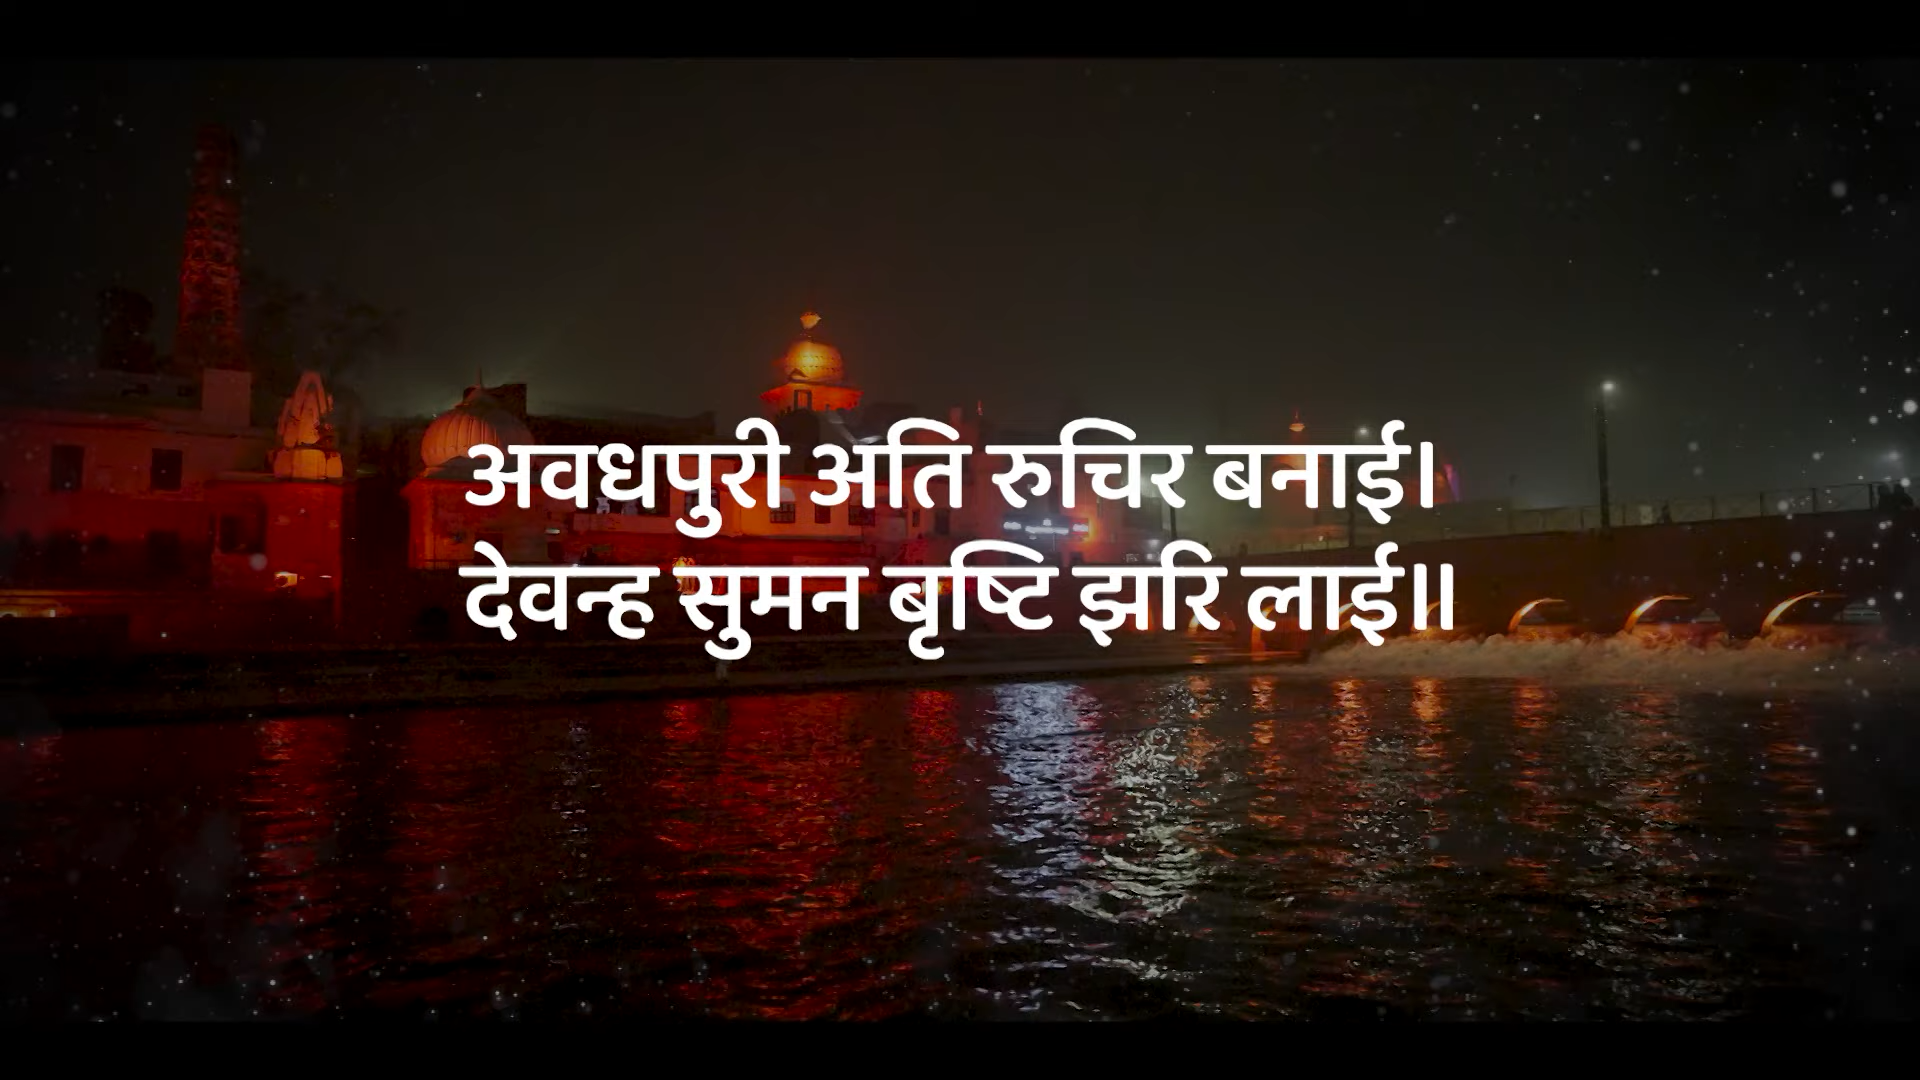 अवधपुरी अति रुचिर बनाई।
देवन्ह सुमन बृष्टि झरि लाई॥